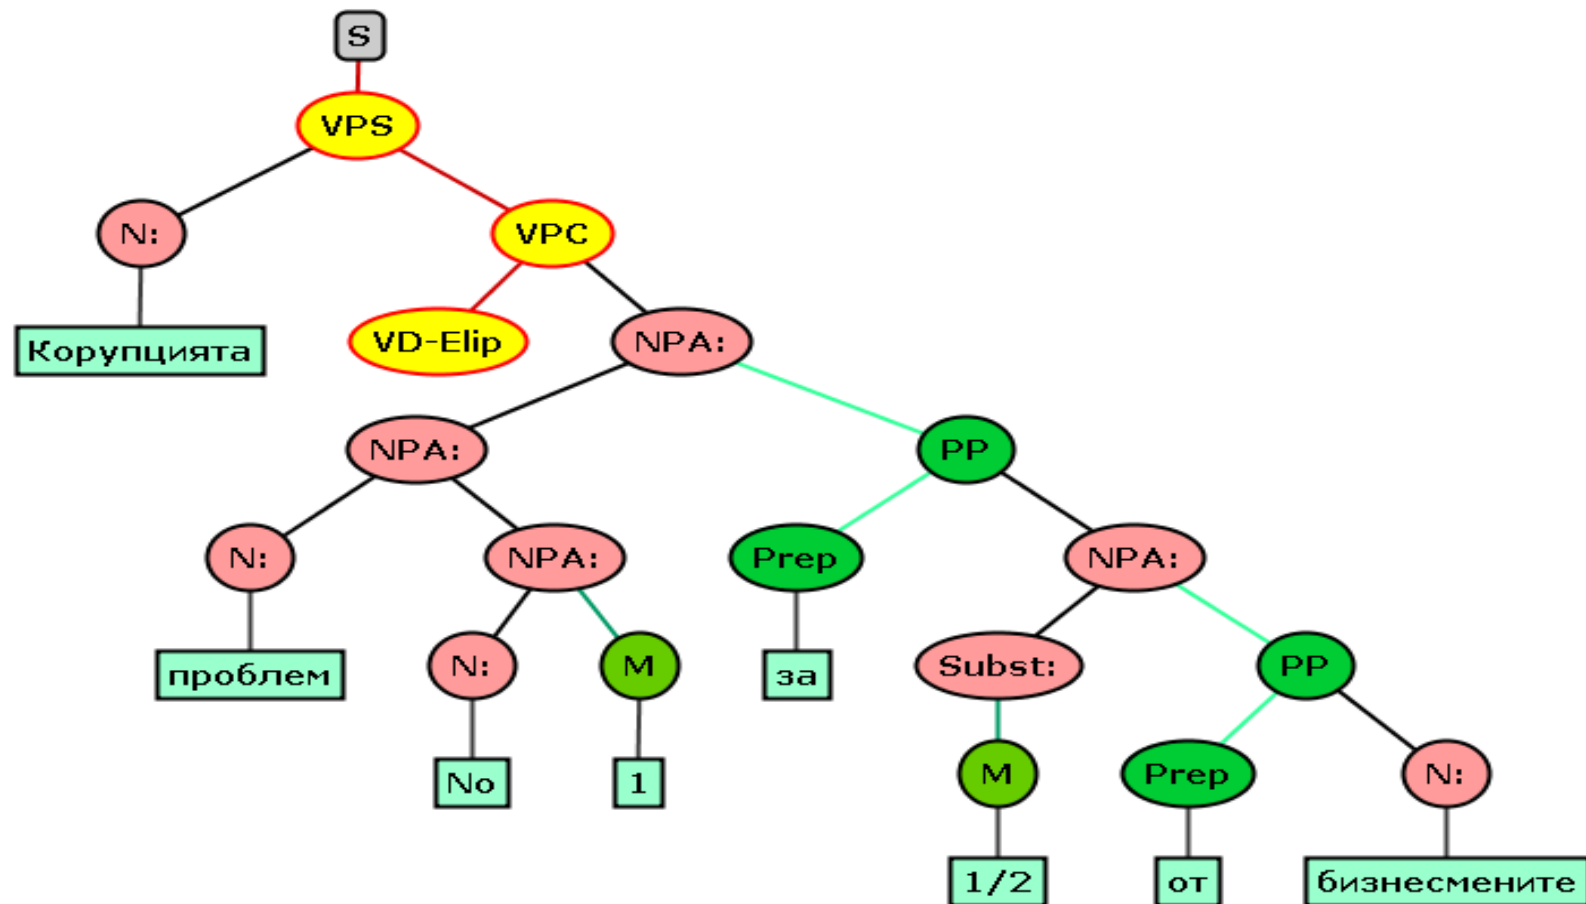 S
VPS
N:
VPC
Корупцията
VD-Elip
NPA:
NPA:
PP
N:
NPA:
Prep
NPA:
проблем
N:
M
за
Subst:
PP
No
1
M
Prep
N:
1/2
от
бизнесмените